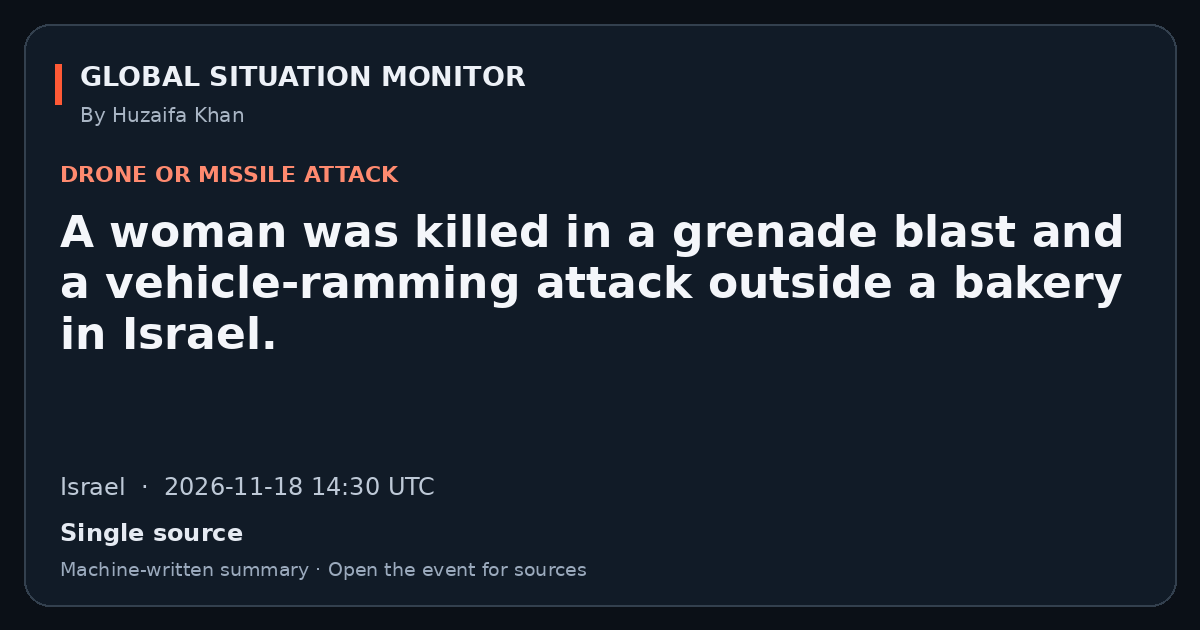 GLOBAL SITUATION MONITOR
By Huzaifa Khan
DRONE OR MISSILE ATTACK
A woman was killed in a grenade blast and
a vehicle-ramming attack outside a bakery
in Israel.
Israel · 2026-11-18 14:30 UTC
Single source
Machine-written summary · Open the event for sources